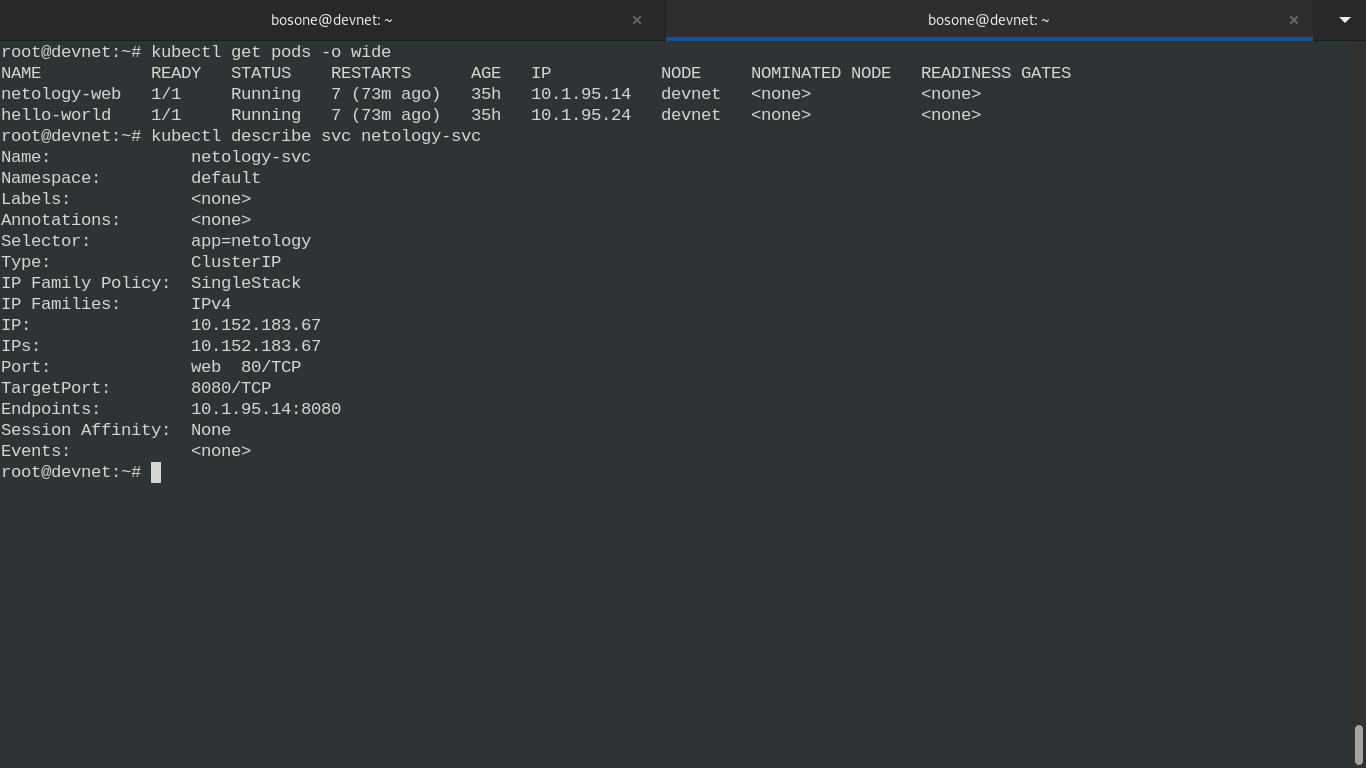 bosone@devnet: ~ × bosone@devnet: ~ ×
root@devnet:~# kubectl get pods -o wide
NAME           READY   STATUS    RESTARTS      AGE   IP           NODE     NOMINATED NODE   READINESS GATES
netology-web   1/1     Running   7 (73m ago)   35h   10.1.95.14   devnet   <none>           <none>
hello-world    1/1     Running   7 (73m ago)   35h   10.1.95.24   devnet   <none>           <none>
root@devnet:~# kubectl describe svc netology-svc
Name:              netology-svc
Namespace:         default
Labels:            <none>
Annotations:       <none>
Selector:          app=netology
Type:              ClusterIP
IP Family Policy:  SingleStack
IP Families:       IPv4
IP:                10.152.183.67
IPs:               10.152.183.67
Port:              web  80/TCP
TargetPort:        8080/TCP
Endpoints:         10.1.95.14:8080
Session Affinity:  None
Events:            <none>
root@devnet:~#